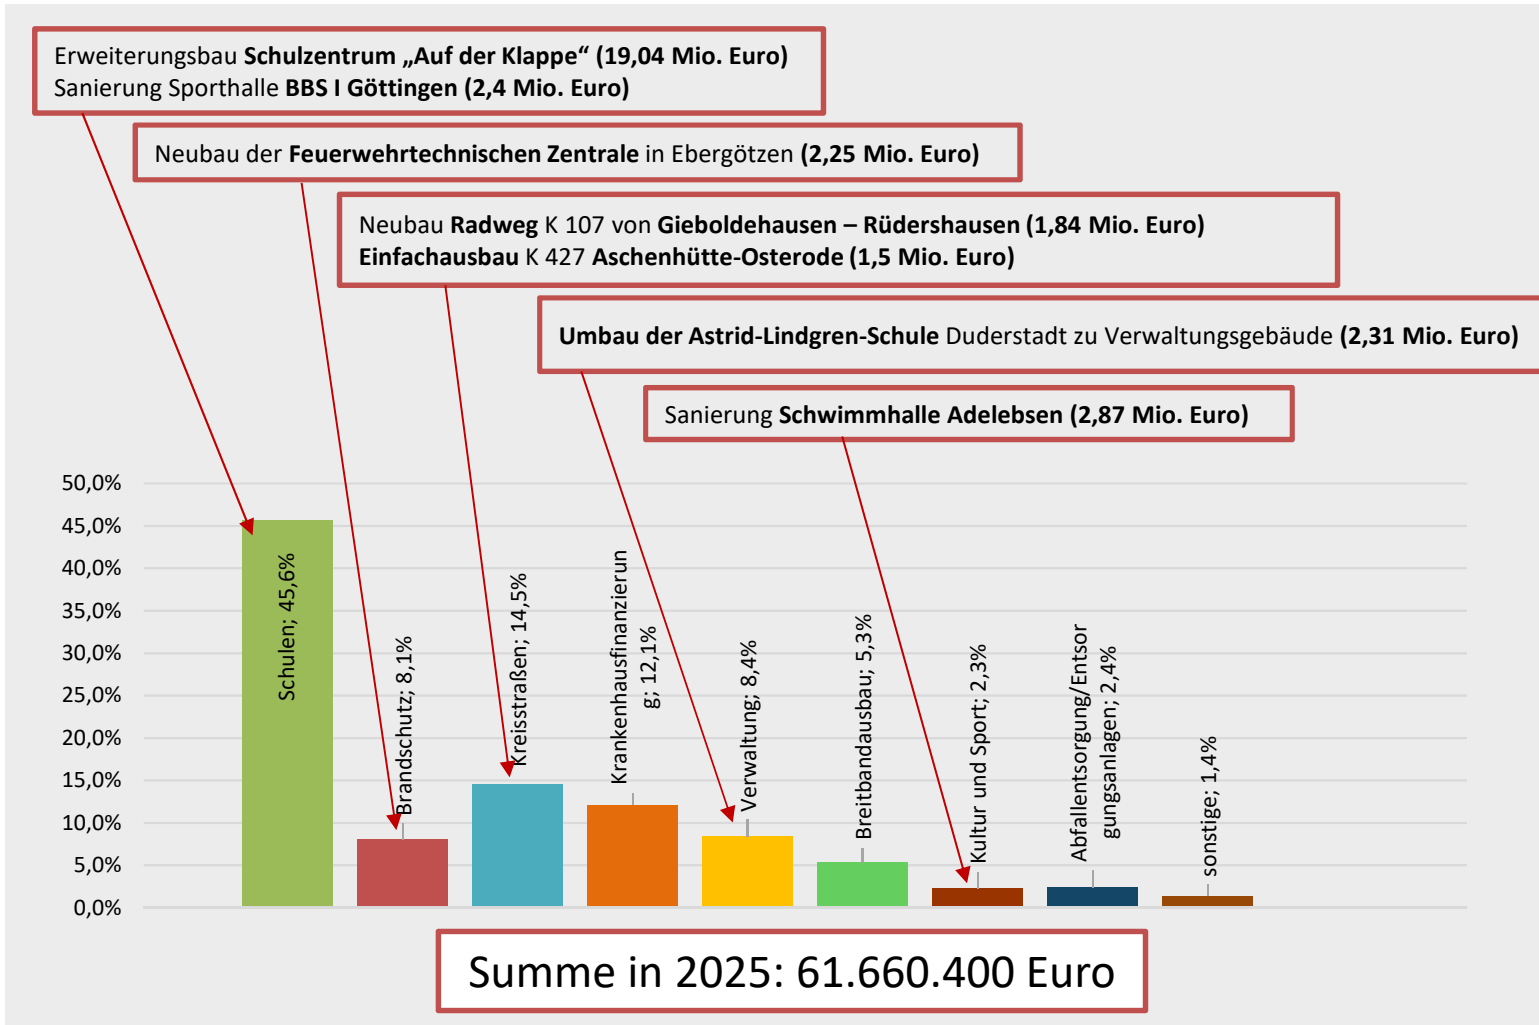 Erweiterungsbau Schulzentrum „Auf der Klappe“ (19,04 Mio. Euro)
Sanierung Sporthalle BBS I Göttingen (2,4 Mio. Euro)
Neubau der Feuerwehrtechnischen Zentrale in Ebergötzen (2,25 Mio. Euro)
Neubau Radweg K 107 von Gieboldehausen – Rüdershausen (1,84 Mio. Euro)
Einfachausbau K 427 Aschenhütte-Osterode (1,5 Mio. Euro)
Umbau der Astrid-Lindgren-Schule Duderstadt zu Verwaltungsgebäude (2,31 Mio. Euro)
Sanierung Schwimmhalle Adelebsen (2,87 Mio. Euro)
50,0%
45,0%
40,0%
35,0%
30,0%
25,0%
20,0%
15,0%
10,0%
5,0%
0,0%
Schulen; 45,6%
Brandschutz; 8,1%
Kreisstraßen; 14,5%
Krankenhausfinanzierun
g; 12,1%
Verwaltung; 8,4%
Breitbandausbau; 5,3%
Kultur und Sport; 2,3%
Abfallentsorgung/Entsor
gungsanlagen; 2,4%
sonstige; 1,4%
Summe in 2025: 61.660.400 Euro